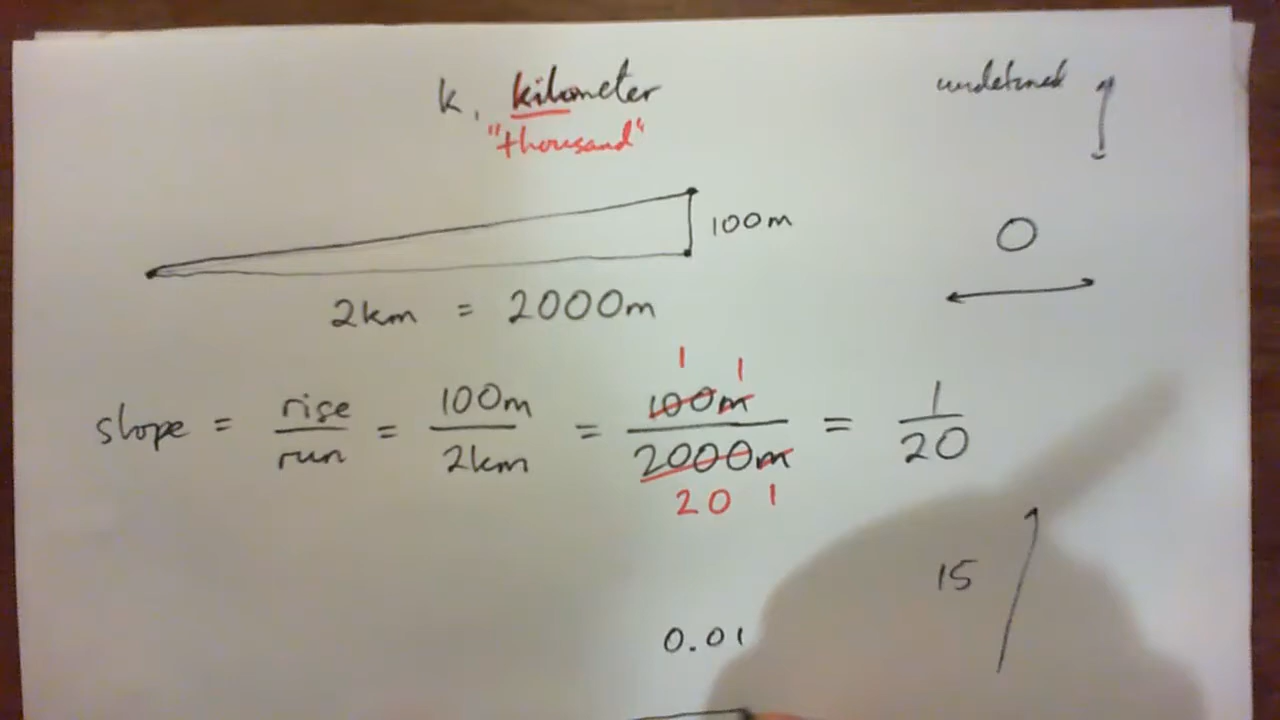 k, kilometer
"thousand"
undefined
100m
0
2km = 2000m
slope = rise/run = 100m/2km = 100m/2000m = 1/20
1 1
20 1
15
0.01